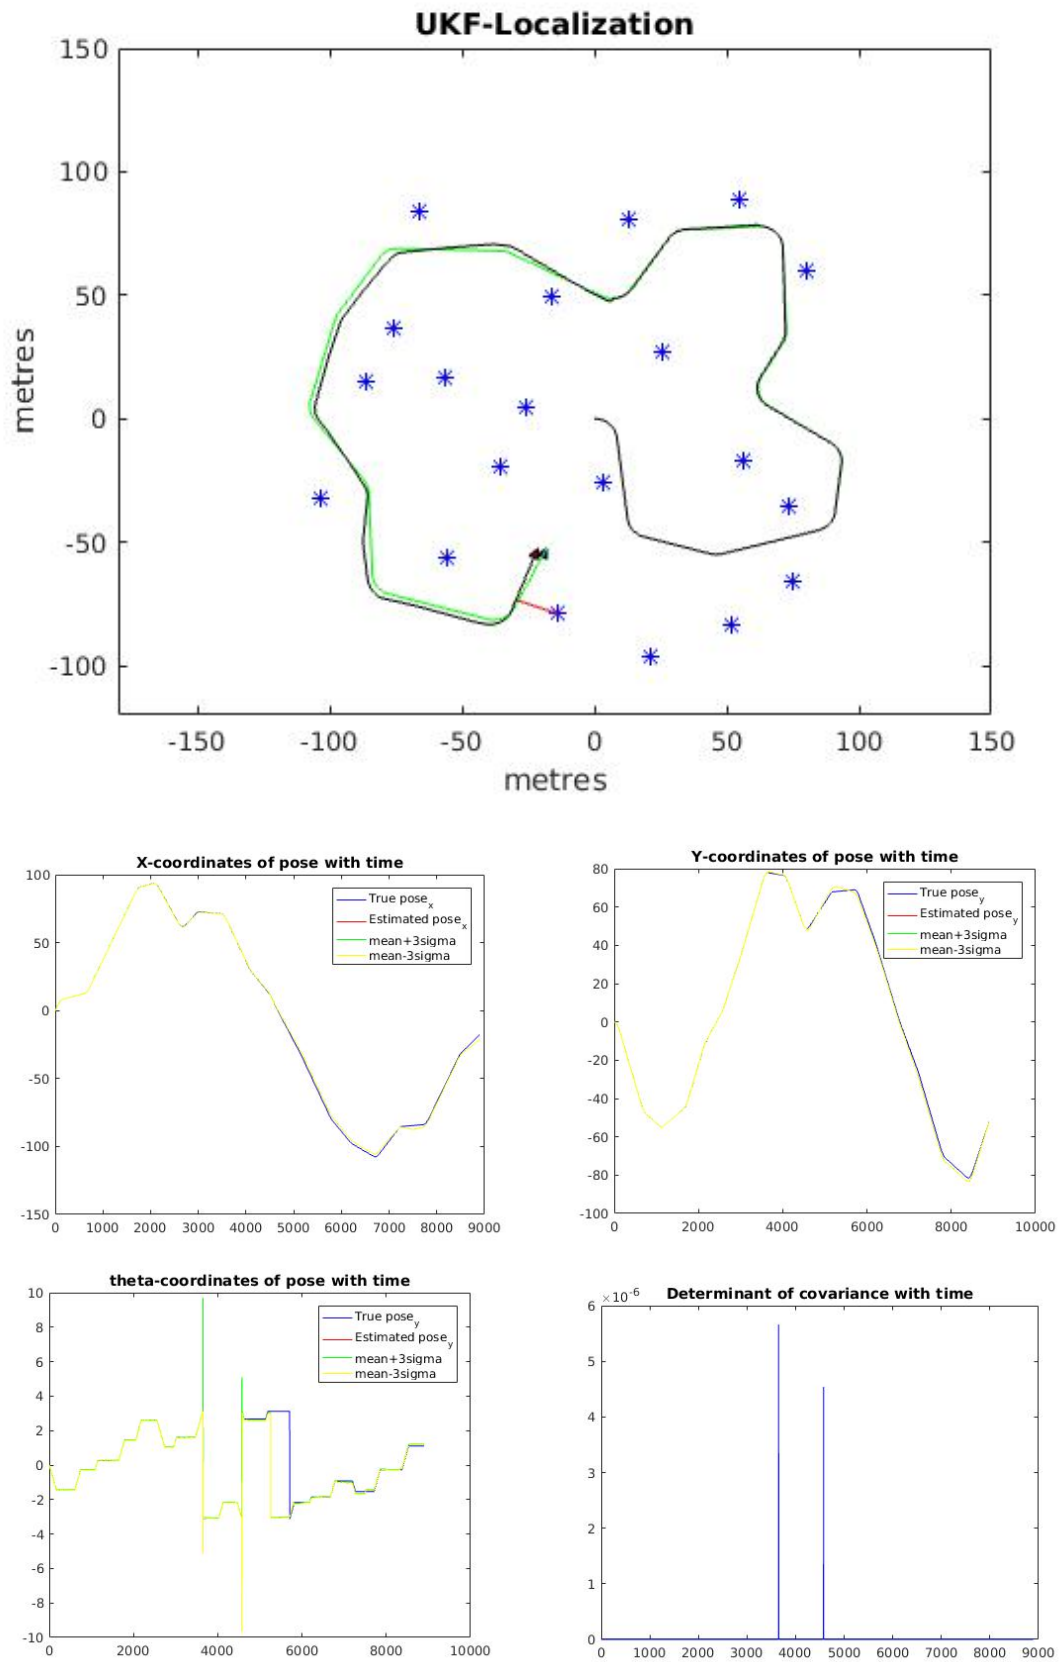 UKF-Localization
150
100
50
0
-50
-100
metres
-150 -100 -50 0 50 100 150
metres
X-coordinates of pose with time
100
50
0
-50
-100
-150
0 1000 2000 3000 4000 5000 6000 7000 8000 9000
True pose_x
Estimated pose_x
mean+3sigma
mean-3sigma
Y-coordinates of pose with time
80
60
40
20
0
-20
-40
-60
-80
-100
0 2000 4000 6000 8000 10000
True pose_y
Estimated pose_y
mean+3sigma
mean-3sigma
theta-coordinates of pose with time
10
8
6
4
2
0
-2
-4
-6
-8
-10
0 2000 4000 6000 8000 10000
True pose_y
Estimated pose_y
mean+3sigma
mean-3sigma
Determinant of covariance with time
×10^-6
6
5
4
3
2
1
0
0 1000 2000 3000 4000 5000 6000 7000 8000 9000